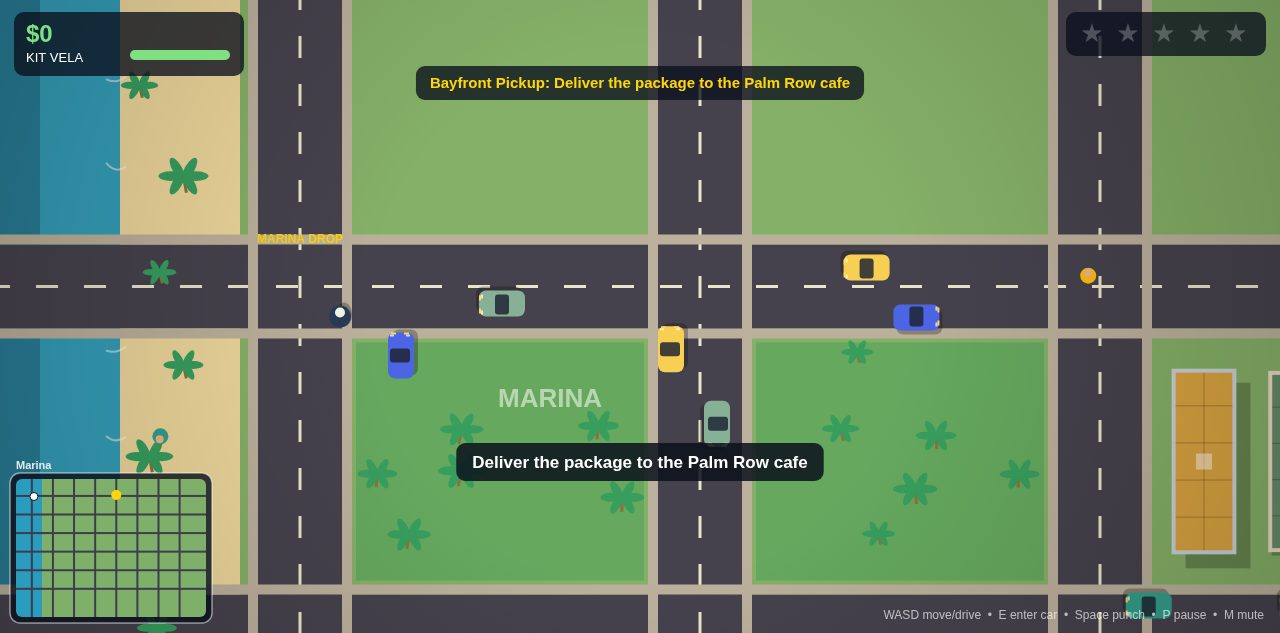 $0
KIT VELA
Bayfront Pickup: Deliver the package to the Palm Row cafe
MARINA DROP
MARINA
Deliver the package to the Palm Row cafe
Marina
WASD move/drive • E enter car • Space punch • P pause • M mute